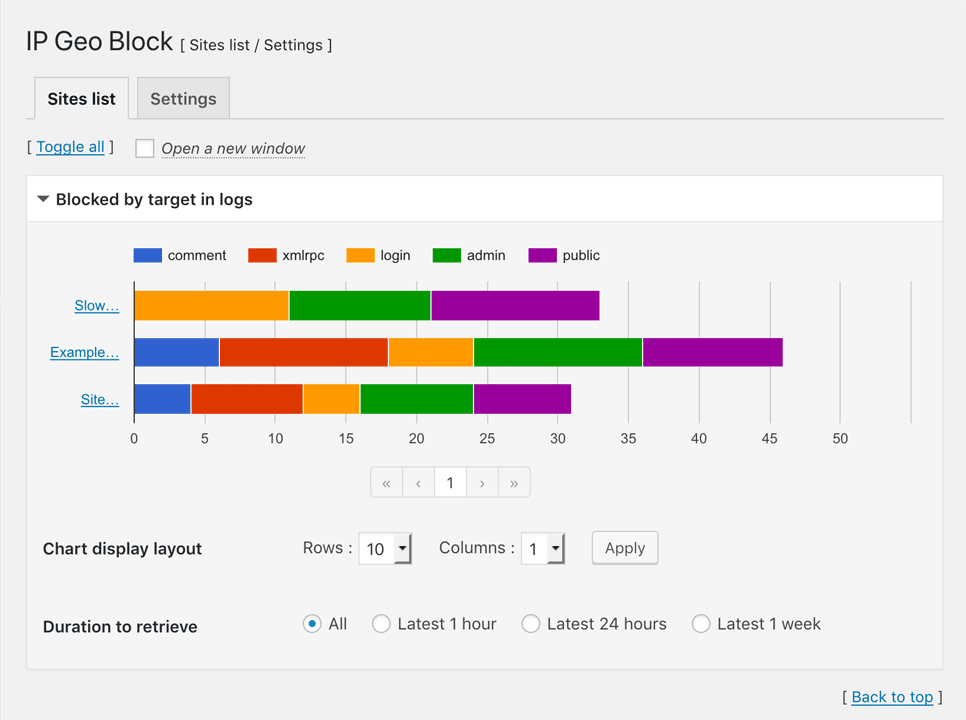 IP Geo Block [ Sites list / Settings ]
Sites list Settings
[ Toggle all ] Open a new window
Blocked by target in logs
comment xmlrpc login admin public
Slow…
Example…
Site…
0 5 10 15 20 25 30 35 40 45 50
« ‹ 1 › »
Chart display layout Rows : 10 Columns : 1 Apply
Duration to retrieve All Latest 1 hour Latest 24 hours Latest 1 week
[ Back to top ]